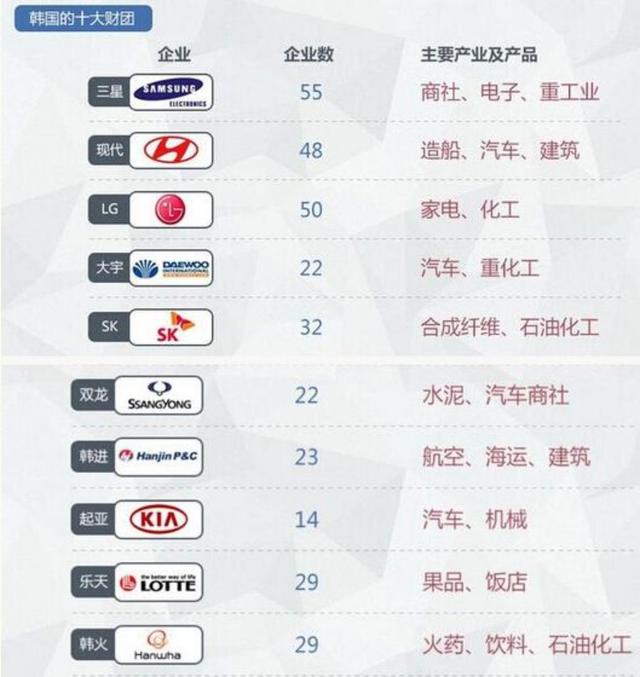 韩国的十大财团
企业 企业数 主要产业及产品
三星 SAMSUNG ELECTRONICS 55 商社、电子、重工业
现代 48 造船、汽车、建筑
LG LG 50 家电、化工
大宇 DAEWOO INTERNATIONAL 22 汽车、重化工
SK SK 32 合成纤维、石油化工
双龙 SSANGYONG 22 水泥、汽车商社
韩进 Hanjin P&C 23 航空、海运、建筑
起亚 KIA 14 汽车、机械
乐天 the better way of life LOTTE 29 果品、饭店
韩火 Hanwha 29 火药、饮料、石油化工